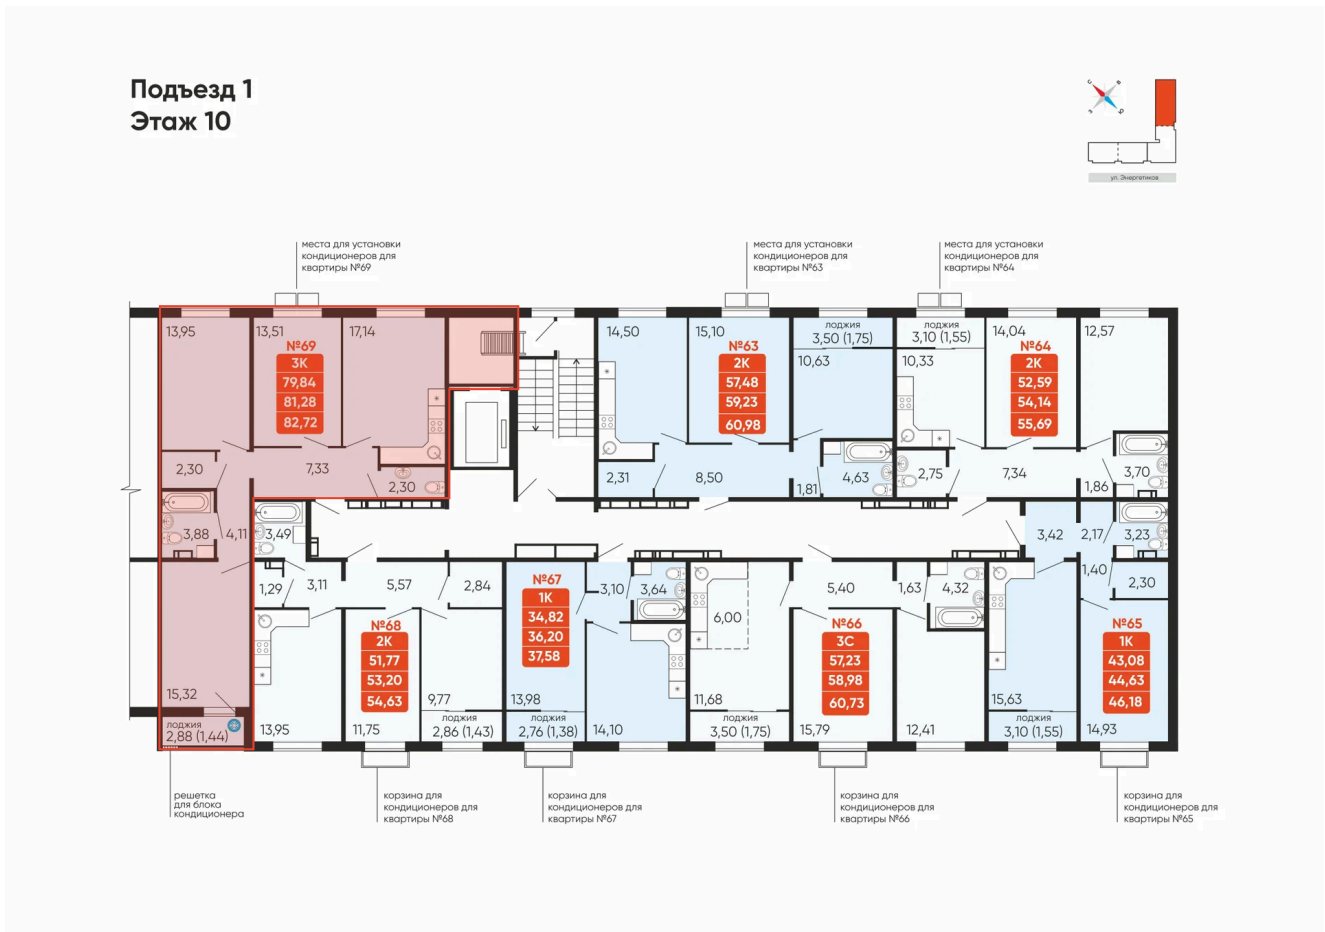 Подъезд 1
Этаж 10
с
в
з
ю
ул. Энергетиков
места для установки
кондиционеров для
квартиры №69
места для установки
кондиционеров для
квартиры №63
места для установки
кондиционеров для
квартиры №64
13,95
13,51
17,14
№69
3К
79,84
81,28
82,72
2,30
7,33
2,30
3,88
4,11
15,32
лоджия
2,88 (1,44)
14,50
15,10
№63
2К
57,48
59,23
60,98
лоджия
3,50 (1,75)
10,63
2,31
8,50
1,81
4,63
лоджия
3,10 (1,55)
10,33
14,04
№64
2К
52,59
54,14
55,69
12,57
2,75
7,34
1,86
3,70
3,49
1,29
3,11
5,57
2,84
№68
2К
51,77
53,20
54,63
13,95
11,75
9,77
лоджия
2,86 (1,43)
№67
1К
34,82
36,20
37,58
3,10
3,64
13,98
лоджия
2,76 (1,38)
14,10
6,00
11,68
лоджия
3,50 (1,75)
5,40
№66
3С
57,23
58,98
60,73
15,79
1,63
4,32
12,41
3,42
2,17
3,23
1,40
2,30
№65
1К
43,08
44,63
46,18
15,63
лоджия
3,10 (1,55)
14,93
решетка
для блока
кондиционера
корзина для
кондиционеров для
квартиры №68
корзина для
кондиционеров для
квартиры №67
корзина для
кондиционеров для
квартиры №66
корзина для
кондиционеров для
квартиры №65